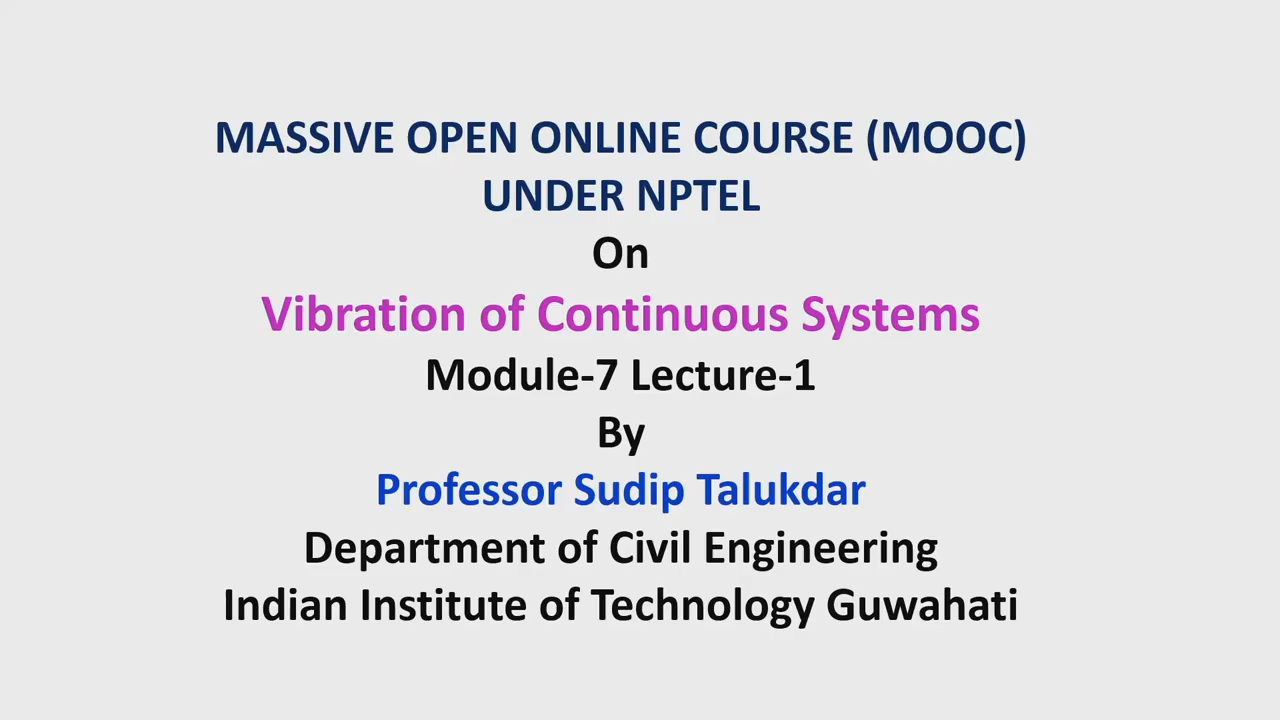 MASSIVE OPEN ONLINE COURSE (MOOC)
UNDER NPTEL
On
Vibration of Continuous Systems
Module-7 Lecture-1
By
Professor Sudip Talukdar
Department of Civil Engineering
Indian Institute of Technology Guwahati